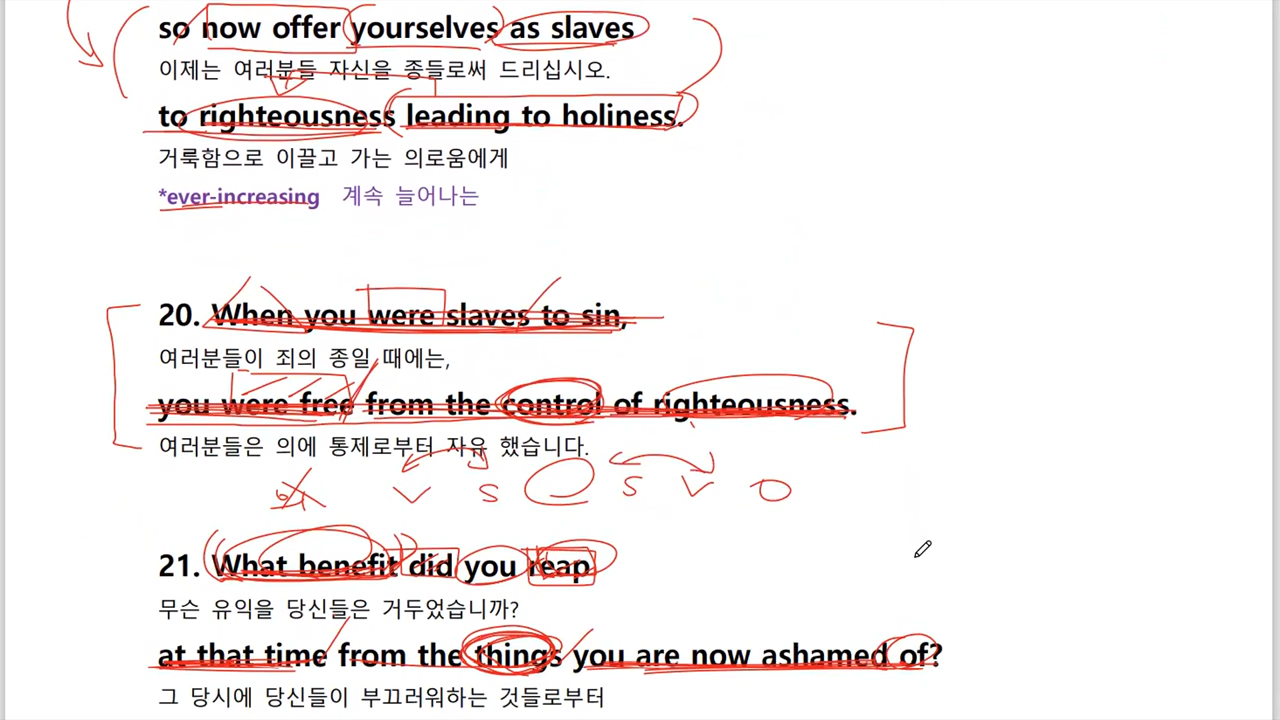 so now offer yourselves as slaves
이제는 여러분들 자신을 종들로써 드리십시오.
to righteousness leading to holiness.
거룩함으로 이끌고 가는 의로움에게
*ever-increasing 계속 늘어나는
20. When you were slaves to sin,
여러분들이 죄의 종일 때에는,
you were free from the control of righteousness.
여러분들은 의에 통제로부터 자유 했습니다.
V S S V O
21. What benefit did you reap
무슨 유익을 당신들은 거두었습니까?
at that time from the things you are now ashamed of?
그 당시에 당신들이 부끄러워하는 것들로부터